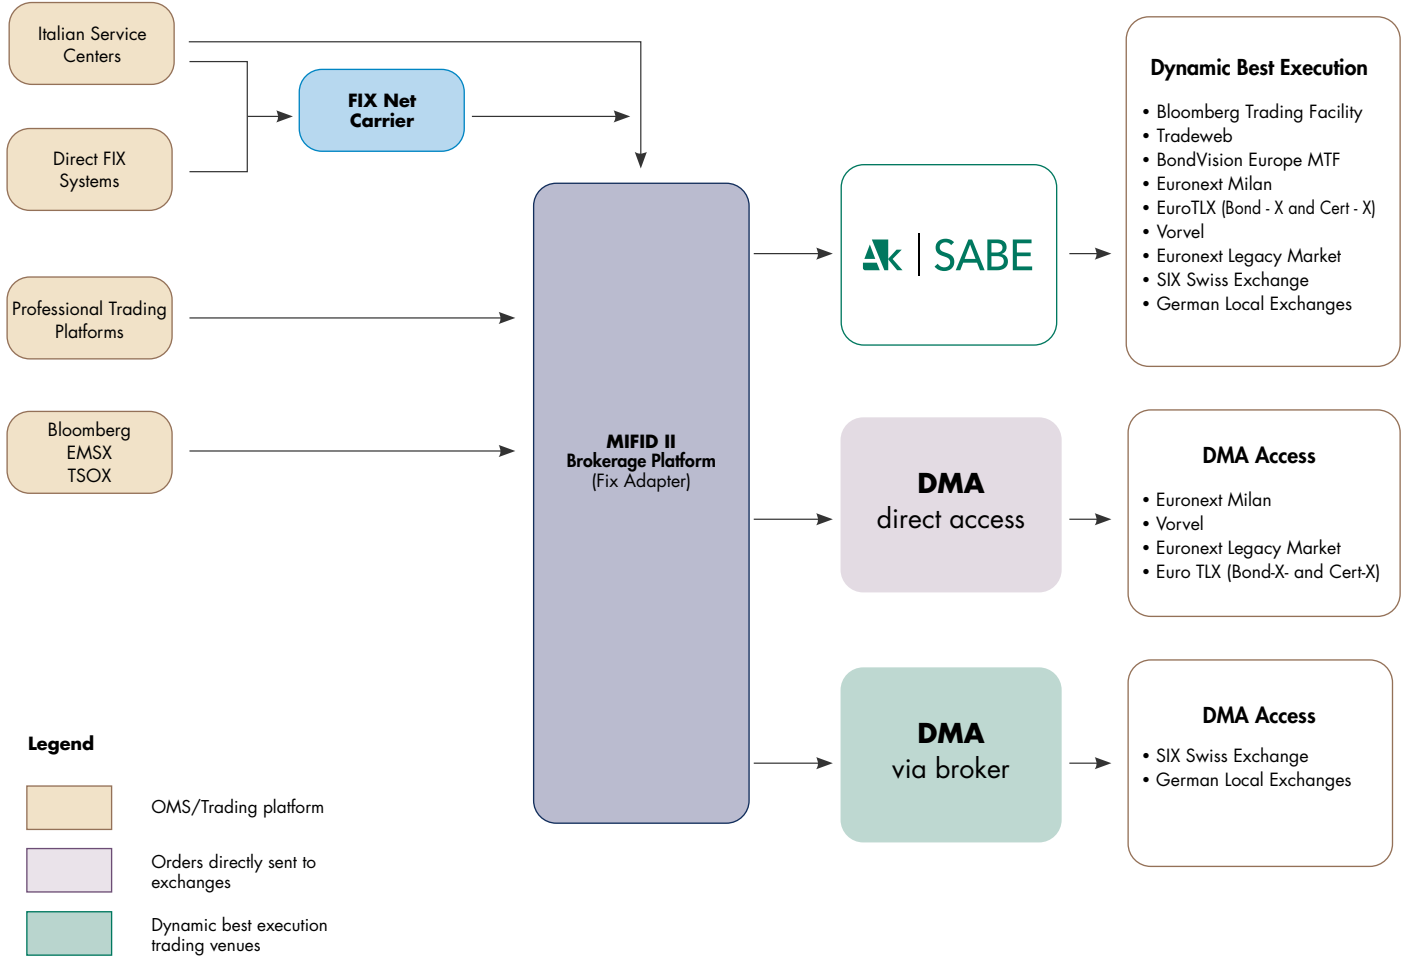 Italian Service
Centers
Direct FIX
Systems
Professional Trading
Platforms
Bloomberg
EMSX
TSOX
FIX Net
Carrier
MIFID II
Brokerage Platform
(Fix Adapter)
Ak | SABE
DMA
direct access
DMA
via broker
Dynamic Best Execution
• Bloomberg Trading Facility
• Tradeweb
• BondVision Europe MTF
• Euronext Milan
• EuroTLX (Bond - X and Cert - X)
• Vorvel
• Euronext Legacy Market
• SIX Swiss Exchange
• German Local Exchanges
DMA Access
• Euronext Milan
• Vorvel
• Euronext Legacy Market
• Euro TLX (Bond-X- and Cert-X)
DMA Access
• SIX Swiss Exchange
• German Local Exchanges
Legend
OMS/Trading platform
Orders directly sent to
exchanges
Dynamic best execution
trading venues